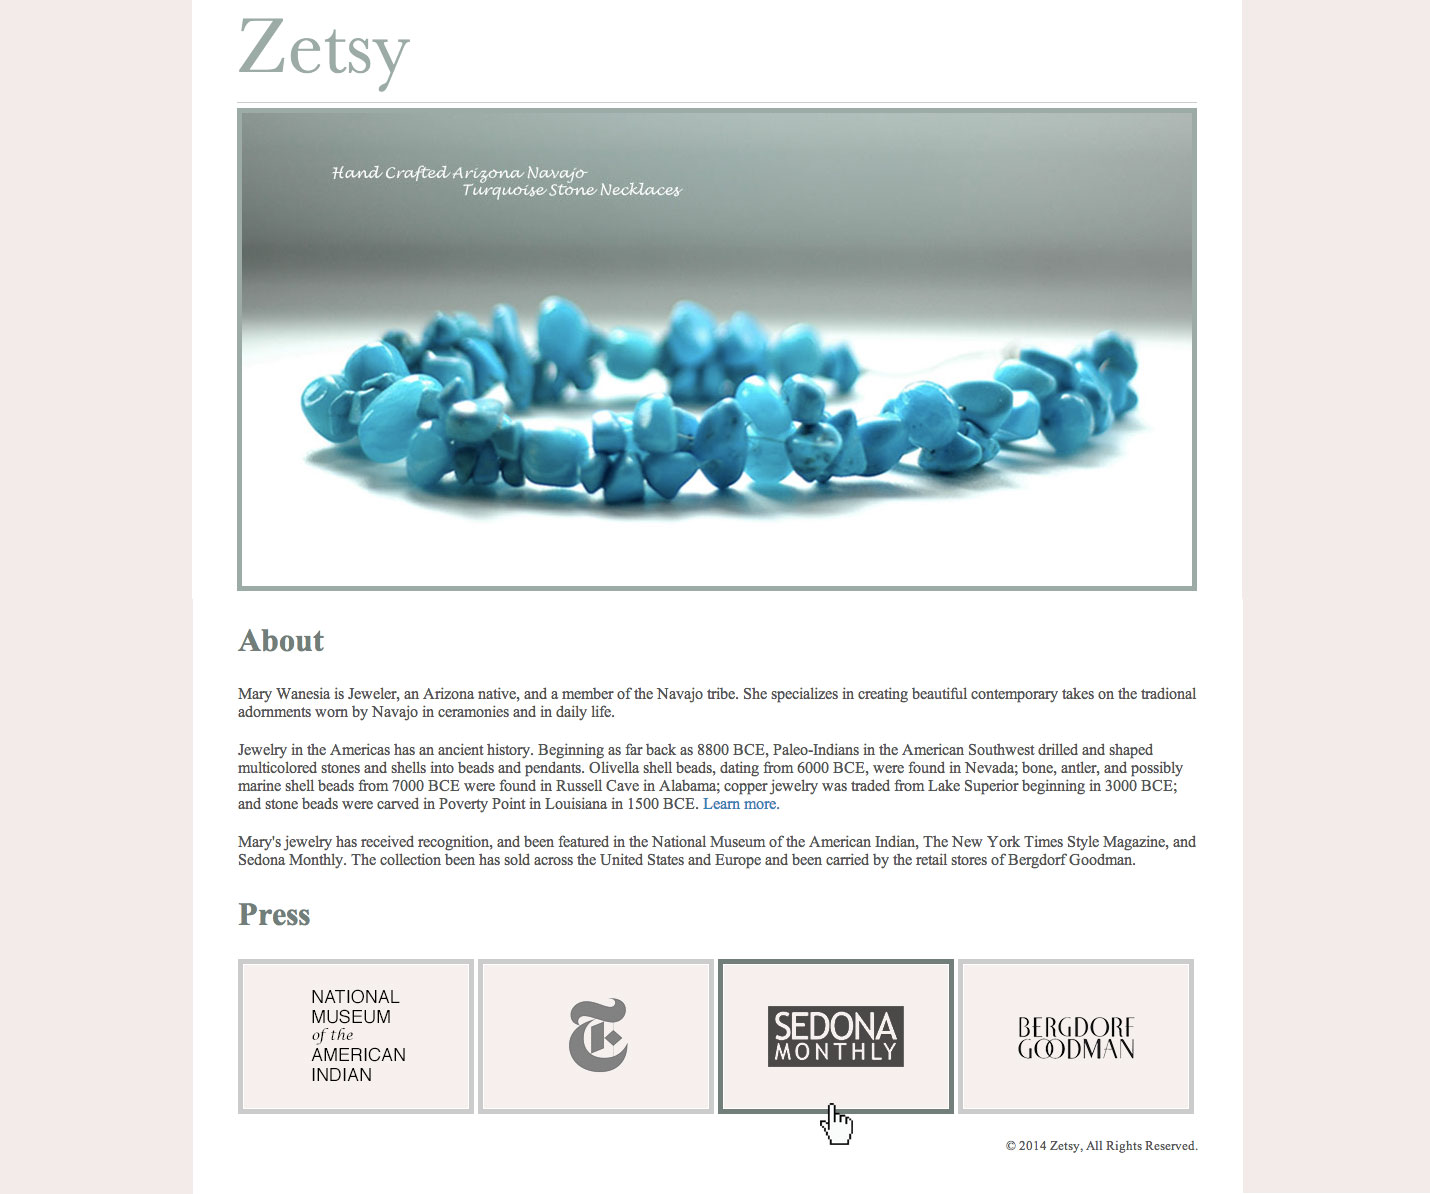 Zetsy
Hand Crafted Arizona Navajo
Turquoise Stone Necklaces
About
Mary Wanesia is Jeweler, an Arizona native, and a member of the Navajo tribe. She specializes in creating beautiful contemporary takes on the tradional
adornments worn by Navajo in ceramonies and in daily life.
Jewelry in the Americas has an ancient history. Beginning as far back as 8800 BCE, Paleo-Indians in the American Southwest drilled and shaped
multicolored stones and shells into beads and pendants. Olivella shell beads, dating from 6000 BCE, were found in Nevada; bone, antler, and possibly
marine shell beads from 7000 BCE were found in Russell Cave in Alabama; copper jewelry was traded from Lake Superior beginning in 3000 BCE;
and stone beads were carved in Poverty Point in Louisiana in 1500 BCE. Learn more.
Mary's jewelry has received recognition, and been featured in the National Museum of the American Indian, The New York Times Style Magazine, and
Sedona Monthly. The collection been has sold across the United States and Europe and been carried by the retail stores of Bergdorf Goodman.
Press
NATIONAL
MUSEUM
of the
AMERICAN
INDIAN
T
SEDONA
MONTHLY
BERGDORF
GOODMAN
© 2014 Zetsy, All Rights Reserved.